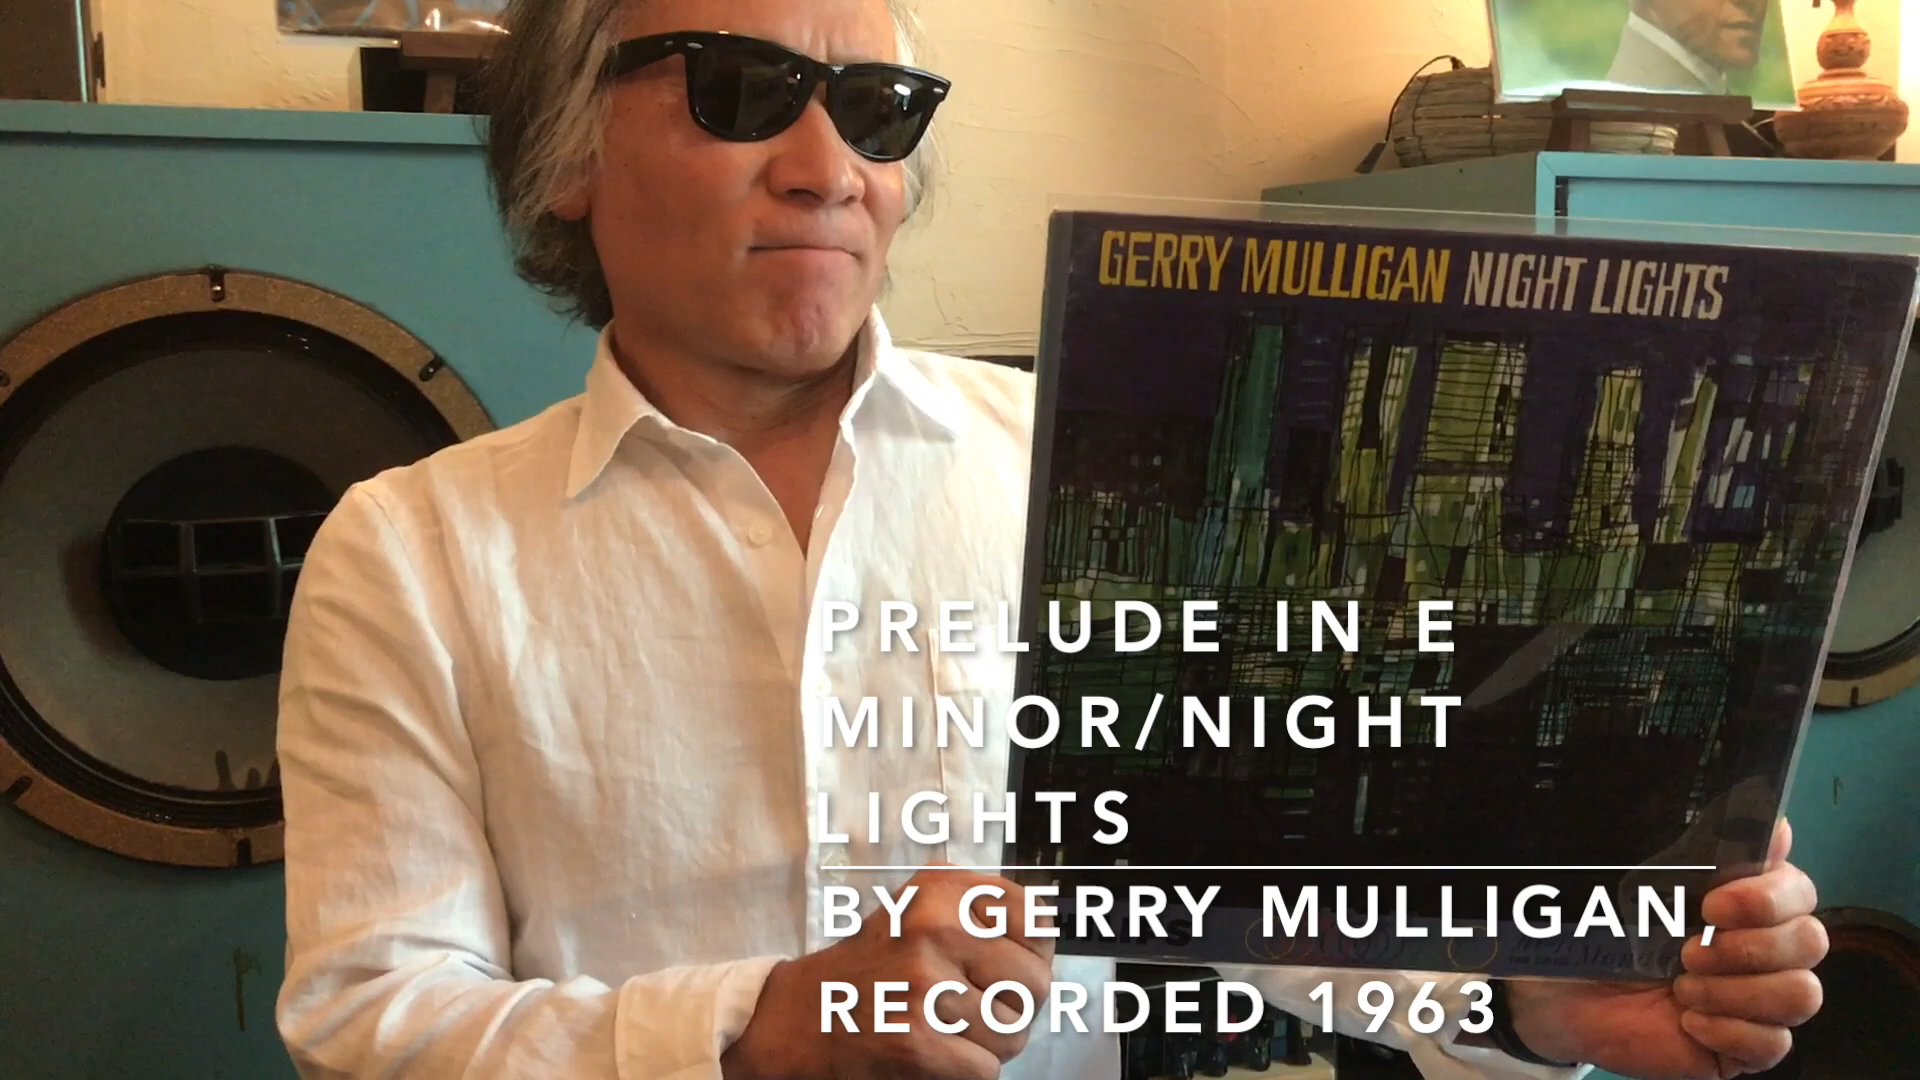 GERRY MULLIGAN NIGHT LIGHTS
PRELUDE IN E
MINOR/NIGHT
LIGHTS
BY GERRY MULLIGAN,
RECORDED 1963